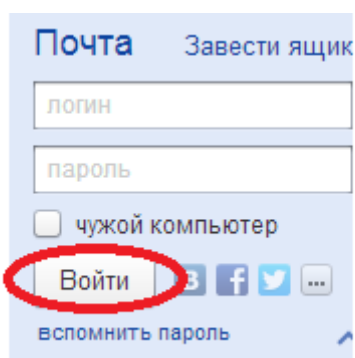 Почта Завести ящик
логин
пароль
чужой компьютер
Войти
вспомнить пароль